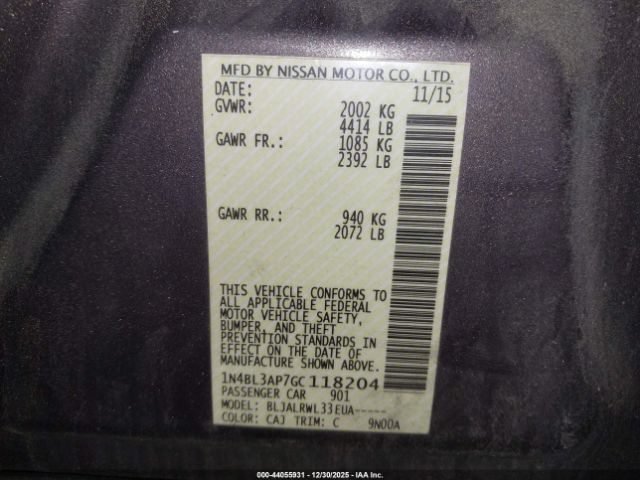 MFD BY NISSAN MOTOR CO., LTD.
DATE: 11/15
GVWR: 2002 KG
4414 LB
GAWR FR.: 1085 KG
2392 LB
GAWR RR.: 940 KG
2072 LB
THIS VEHICLE CONFORMS TO
ALL APPLICABLE FEDERAL
MOTOR VEHICLE SAFETY,
BUMPER, AND THEFT
PREVENTION STANDARDS IN
EFFECT ON THE DATE OF
MANUFACTURE SHOWN ABOVE.
1N4BL3AP7GC118204
PASSENGER CAR 901
MODEL: BLJALRWL33EUA-----
COLOR: CAJ TRIM: C 9N00A
000-44055931 - 12/30/2025 - IAA Inc.